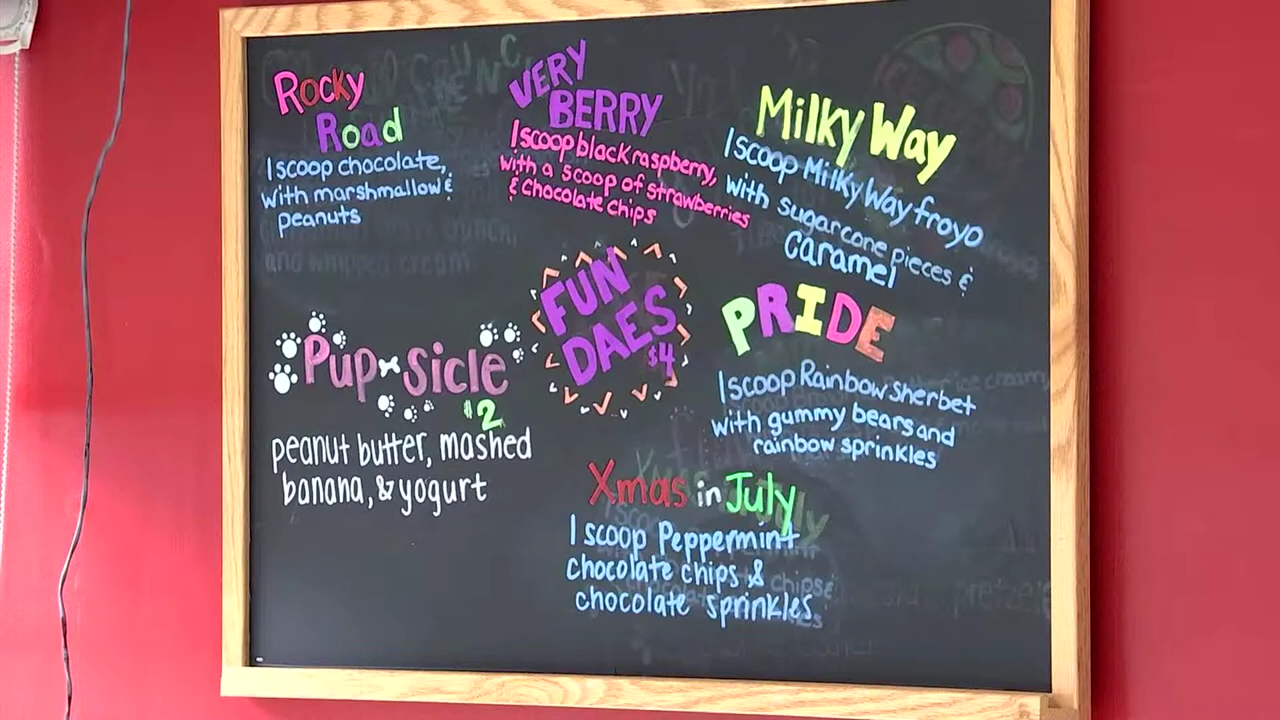 Rocky
Road
1 scoop chocolate,
with marshmallow &
peanuts
VERY
BERRY
1 scoop black raspberry,
with a scoop of strawberries
& chocolate chips
Milky Way
1 scoop Milky Way froyo
with sugarcone pieces &
caramel
FUN
DAES
$4
Pup sicle
$2
peanut butter, mashed
banana, & yogurt
PRIDE
1 scoop Rainbow Sherbet
with gummy bears and
rainbow sprinkles
Xmas in July
1 scoop Peppermint
chocolate chips &
chocolate sprinkles
and whipped cream